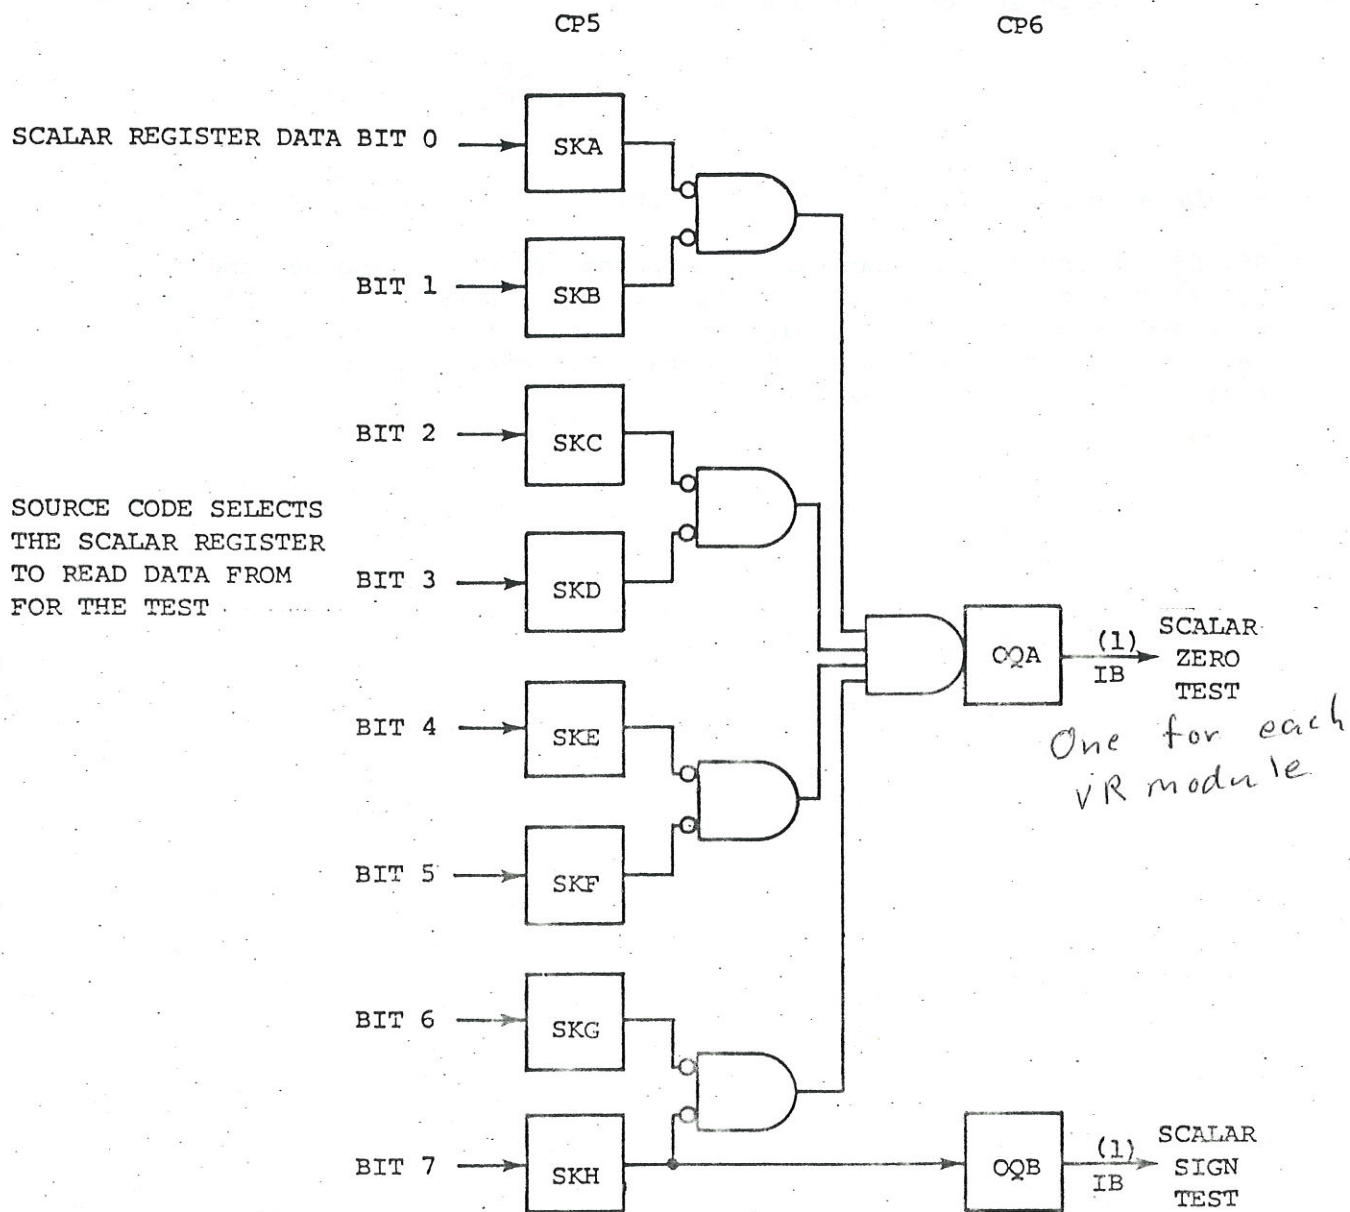 CP5
CP6
SCALAR REGISTER DATA BIT 0
SKA
BIT 1
SKB
BIT 2
SKC
SOURCE CODE SELECTS
THE SCALAR REGISTER
TO READ DATA FROM
FOR THE TEST
BIT 3
SKD
OQA
(1)
IB
SCALAR
ZERO
TEST
One for each
VR module
BIT 4
SKE
BIT 5
SKF
BIT 6
SKG
BIT 7
SKH
OQB
(1)
IB
SCALAR
SIGN
TEST